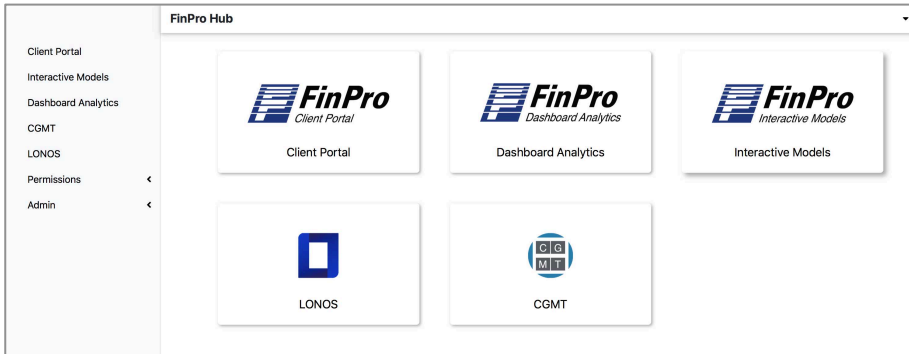 FinPro Hub
Client Portal
Interactive Models
Dashboard Analytics
CGMT
LONOS
Permissions
Admin
FinPro
Client Portal
Client Portal
FinPro
Dashboard Analytics
Dashboard Analytics
FinPro
Interactive Models
Interactive Models
LONOS
C G
M T
CGMT